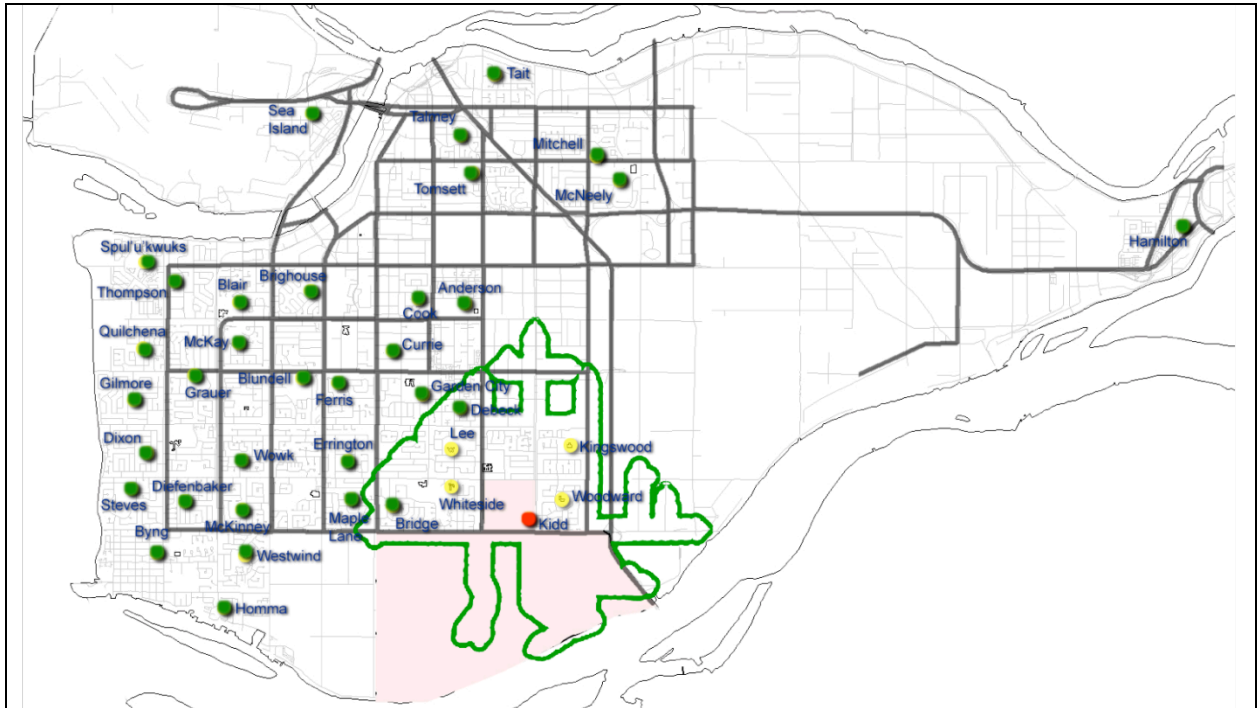 Tait
Sea
Island
Talmey
Mitchell
Tomsett
McNeely
Hamilton
Spul'u'kwuks
Thompson
Blair
Brighouse
Anderson
Cook
Quilchena
McKay
Currie
Gilmore
Grauer
Blundell
Ferris
Garden City
Debeck
Lee
Dixon
Wowk
Errington
Kingswood
Steves
Diefenbaker
Whiteside
Woodward
McKinney
Maple
Lane
Bridge
Kidd
Byng
Westwind
Homma